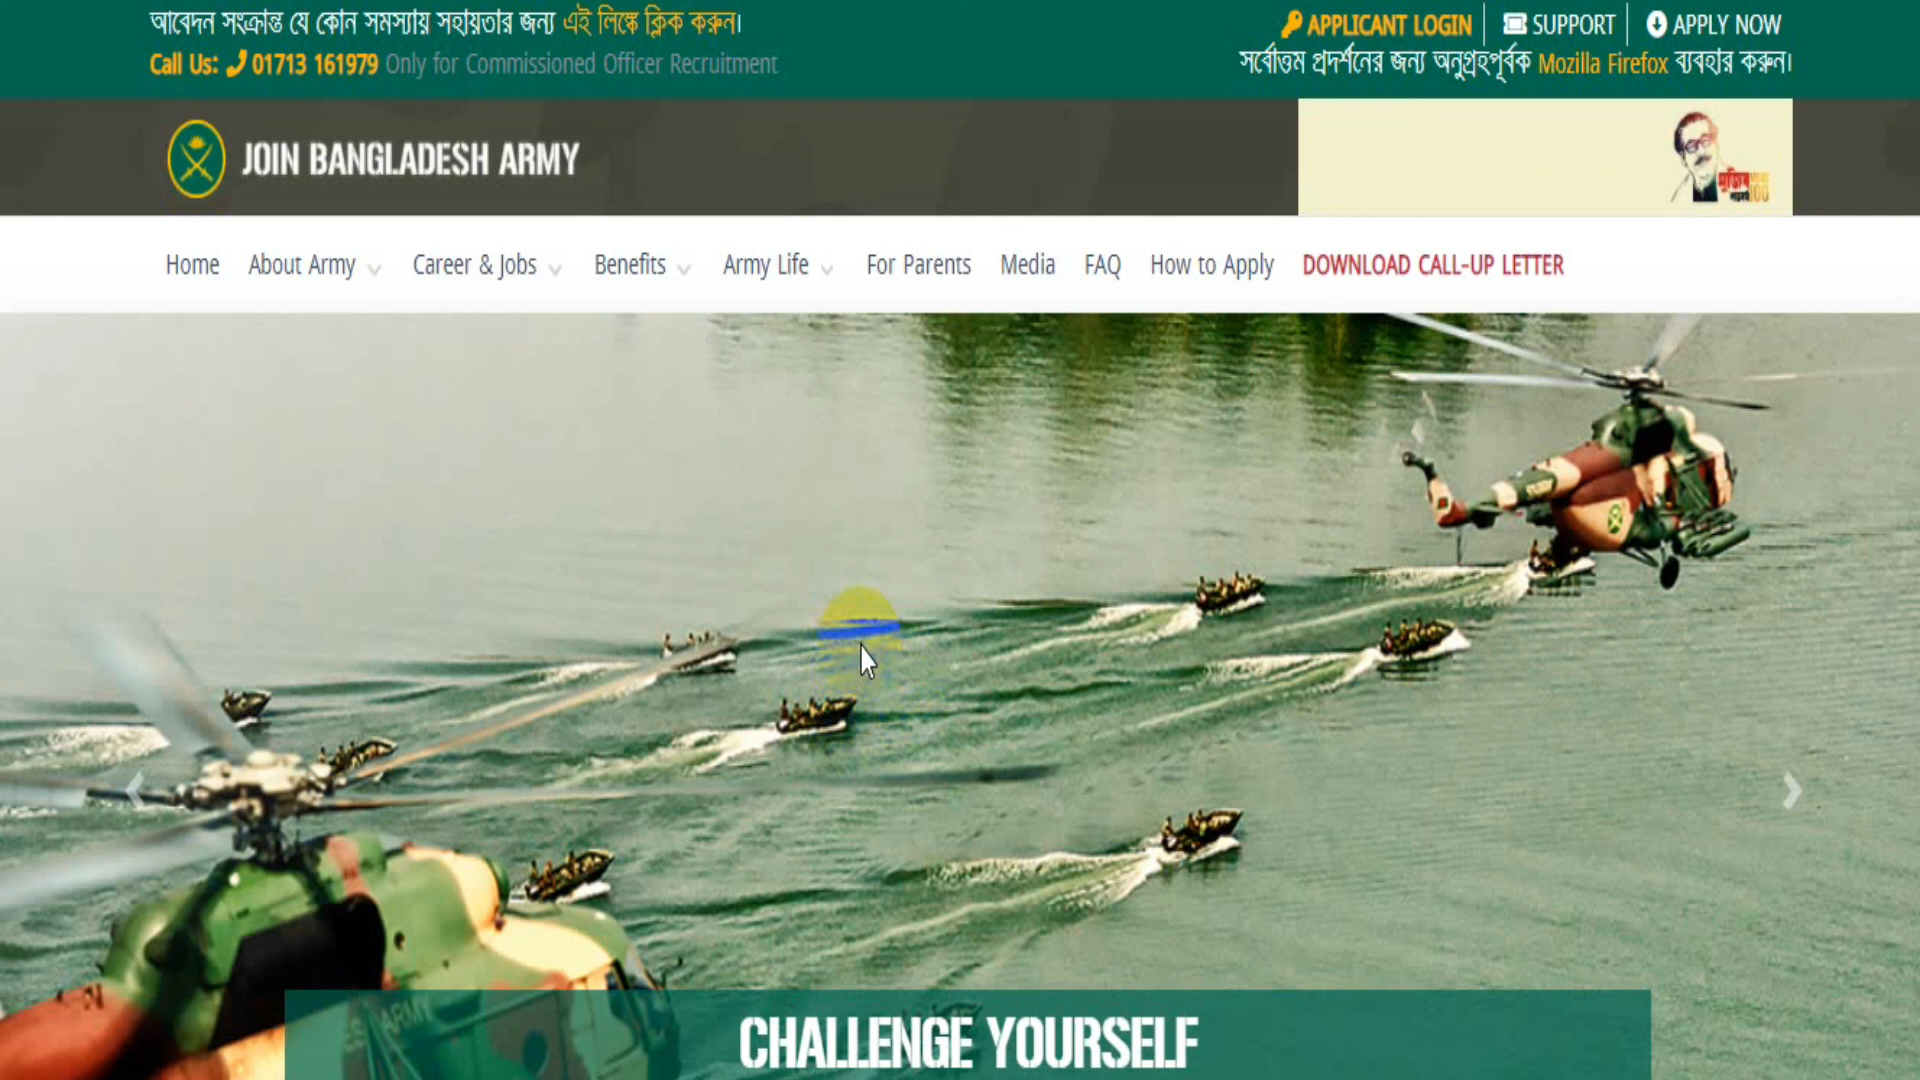 আবেদন সংক্রান্ত যে কোন সমস্যায় সহায়তার জন্য এই লিঙ্কে ক্লিক করুন।
APPLICANT LOGIN SUPPORT APPLY NOW
Call Us: 01713 161979 Only for Commissioned Officer Recruitment
সর্বোত্তম প্রদর্শনের জন্য অনুগ্রহপূর্বক Mozilla Firefox ব্যবহার করুন।
JOIN BANGLADESH ARMY
মুজিব
100
Home About Army Career & Jobs Benefits Army Life For Parents Media FAQ How to Apply DOWNLOAD CALL-UP LETTER
ARMY
CHALLENGE YOURSELF